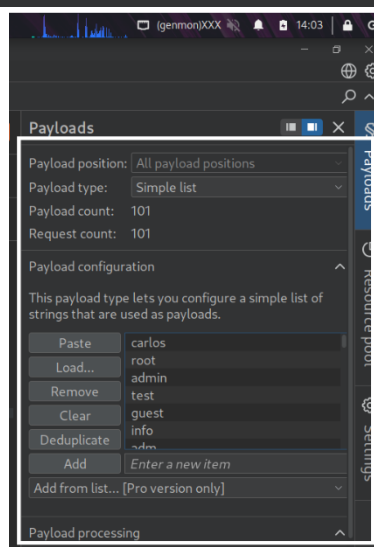 (genmon)XXX 14:03
Payloads
Payload position: All payload positions
Payload type: Simple list
Payload count: 101
Request count: 101
Payload configuration
This payload type lets you configure a simple list of
strings that are used as payloads.
Paste
Load...
Remove
Clear
Deduplicate
Add
carlos
root
admin
test
guest
info
adm
Enter a new item
Add from list... [Pro version only]
Payload processing
Payloads
Resource pool
Settings